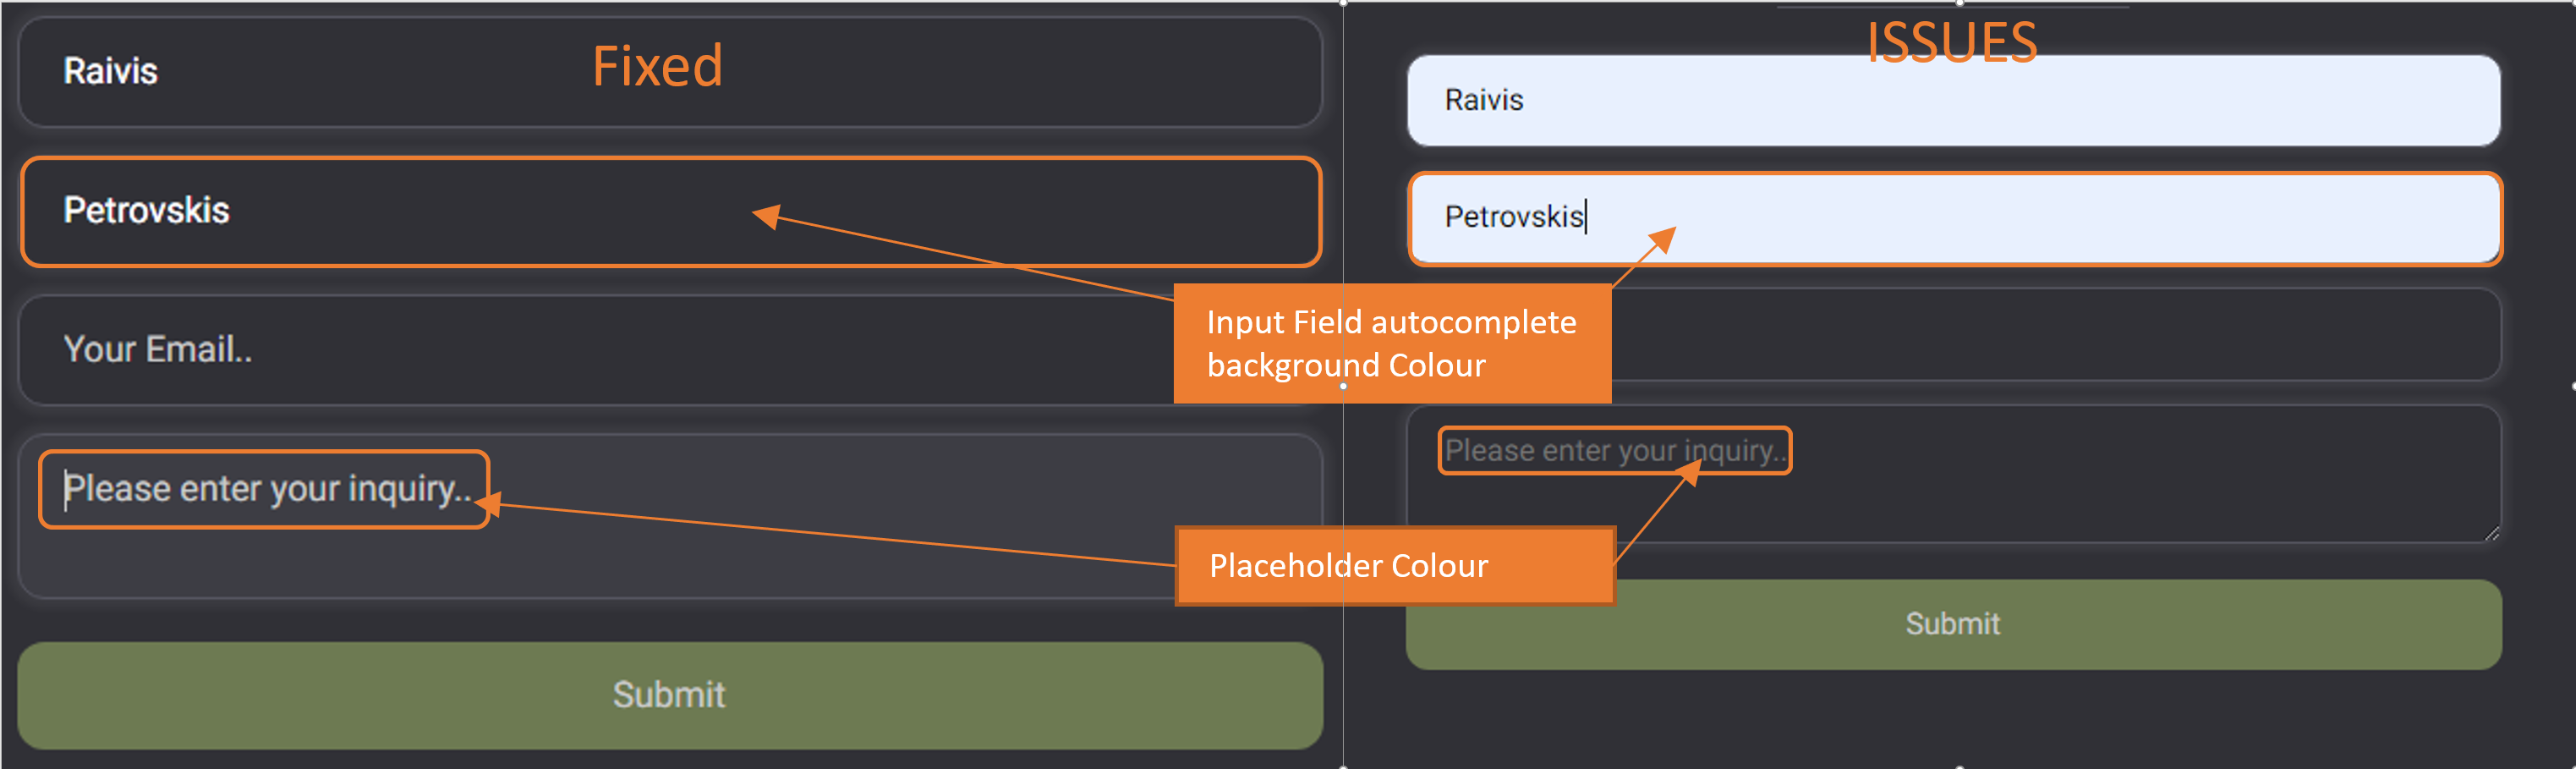 Fixed
Raivis
Petrovskis
Your Email..
Please enter your inquiry..
Submit
Input Field autocomplete
background Colour
Placeholder Colour
ISSUES
Raivis
Petrovskis
Please enter your inquiry..
Submit